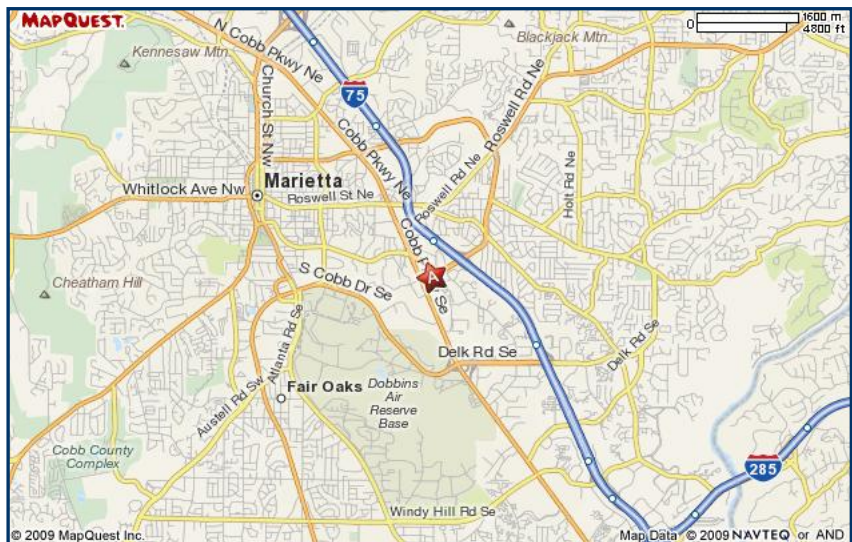 MAPQUEST.
N Cobb Pkwy Ne
Kennesaw Mtn.
Blackjack Mtn.
0
1600 m
4800 ft
Church St Nw
75
Cobb Pkwy Ne
Roswell Rd Ne
Whitlock Ave Nw
Marietta
Roswell St Ne
Roswell Rd Ne
Holt Rd Ne
Cobb Pkwy Se
A
Cheatham Hill
S Cobb Dr Se
Atlanta Rd Se
Delk Rd Se
Delk Rd Se
Fair Oaks
Dobbins
Air
Reserve
Base
Austell Rd Sw
Cobb County
Complex
285
Windy Hill Rd Se
© 2009 MapQuest Inc.
Map Data © 2009 NAVTEQ or AND